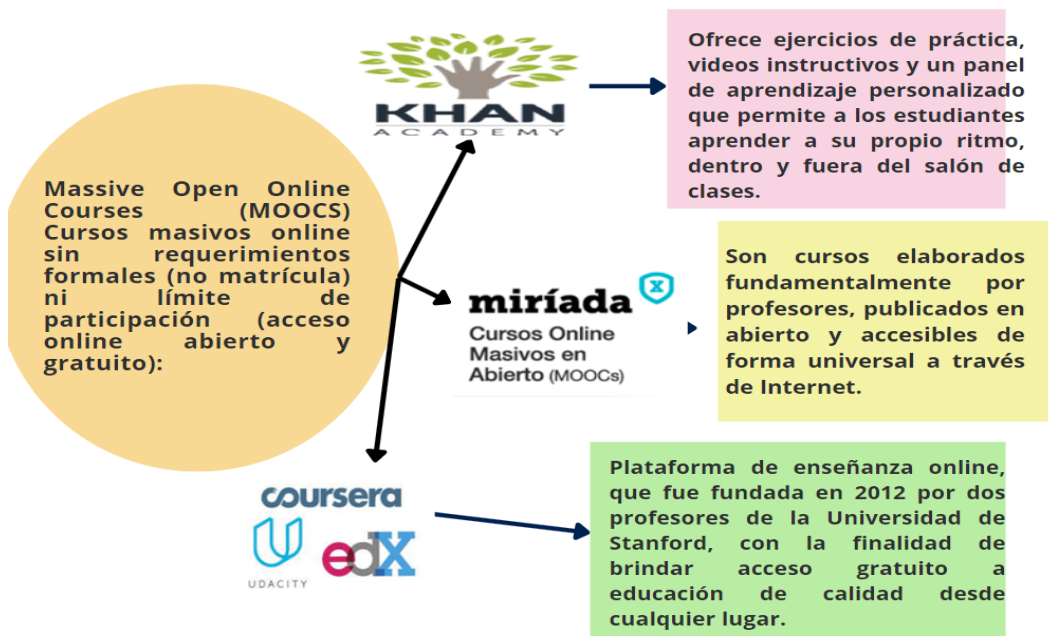 Massive Open Online
Courses (MOOCS)
Cursos masivos online
sin requerimientos
formales (no matrícula)
ni límite de
participación (acceso
online abierto y
gratuito):
KHAN
ACADEMY
Ofrece ejercicios de práctica,
videos instructivos y un panel
de aprendizaje personalizado
que permite a los estudiantes
aprender a su propio ritmo,
dentro y fuera del salón de
clases.
miríada X
Cursos Online
Masivos en
Abierto (MOOCs)
Son cursos elaborados
fundamentalmente por
profesores, publicados en
abierto y accesibles de
forma universal a través
de Internet.
coursera
UDACITY
edX
Plataforma de enseñanza online,
que fue fundada en 2012 por dos
profesores de la Universidad de
Stanford, con la finalidad de
brindar acceso gratuito a
educación de calidad desde
cualquier lugar.